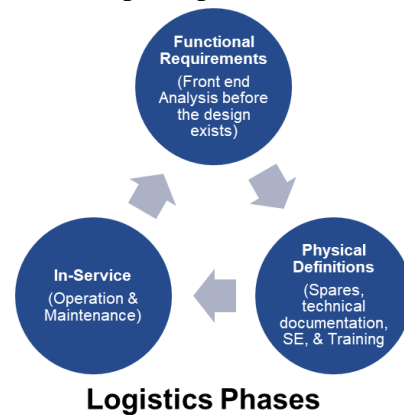 Functional
Requirements
(Front end
Analysis before
the design
exists)
Physical
Definitions
(Spares,
technical
documentation,
SE, & Training
In-Service
(Operation &
Maintenance)
Logistics Phases